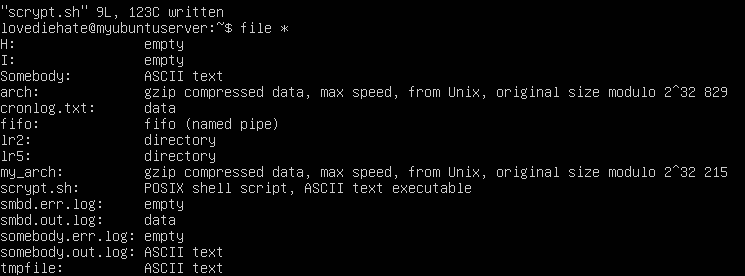 "scrypt.sh" 9L, 123C written
lovediehate@myubuntuserver:~$ file *
H:                 empty
I:                 empty
Somebody:          ASCII text
arch:              gzip compressed data, max speed, from Unix, original size modulo 2^32 829
cronlog.txt:       data
fifo:              fifo (named pipe)
lr2:               directory
lr5:               directory
my_arch:           gzip compressed data, max speed, from Unix, original size modulo 2^32 215
scrypt.sh:         POSIX shell script, ASCII text executable
smbd.err.log:      empty
smbd.out.log:      data
somebody.err.log: empty
somebody.out.log: ASCII text
tmpfile:           ASCII text